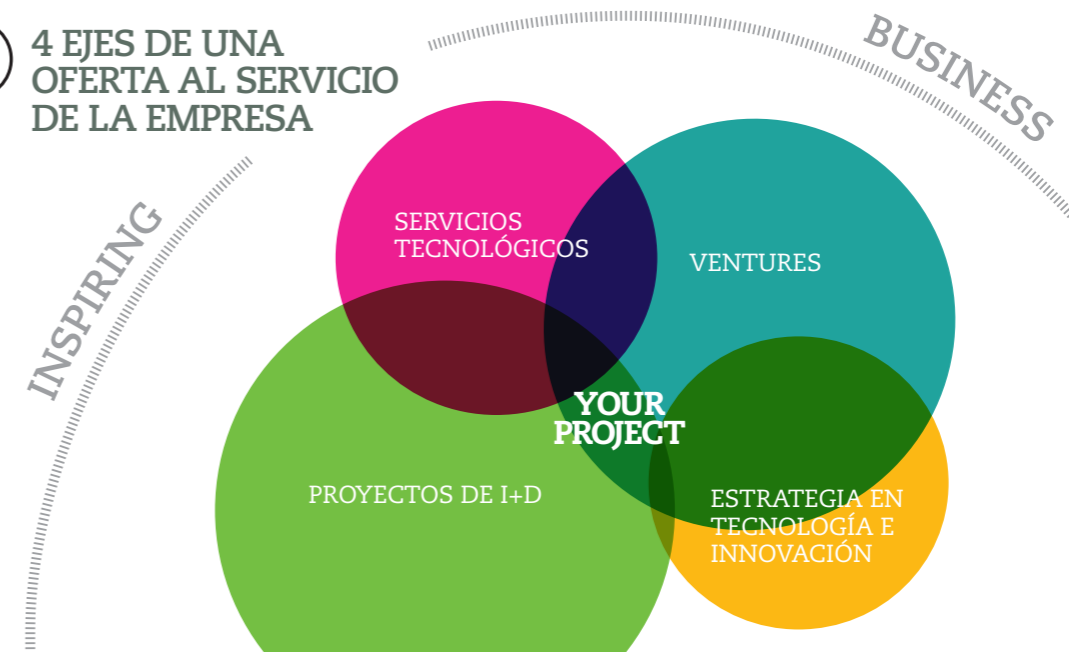 4 EJES DE UNA
OFERTA AL SERVICIO
DE LA EMPRESA
INSPIRING
BUSINESS
SERVICIOS
TECNOLÓGICOS
VENTURES
YOUR
PROJECT
PROYECTOS DE I+D
ESTRATEGIA EN
TECNOLOGÍA E
INNOVACIÓN